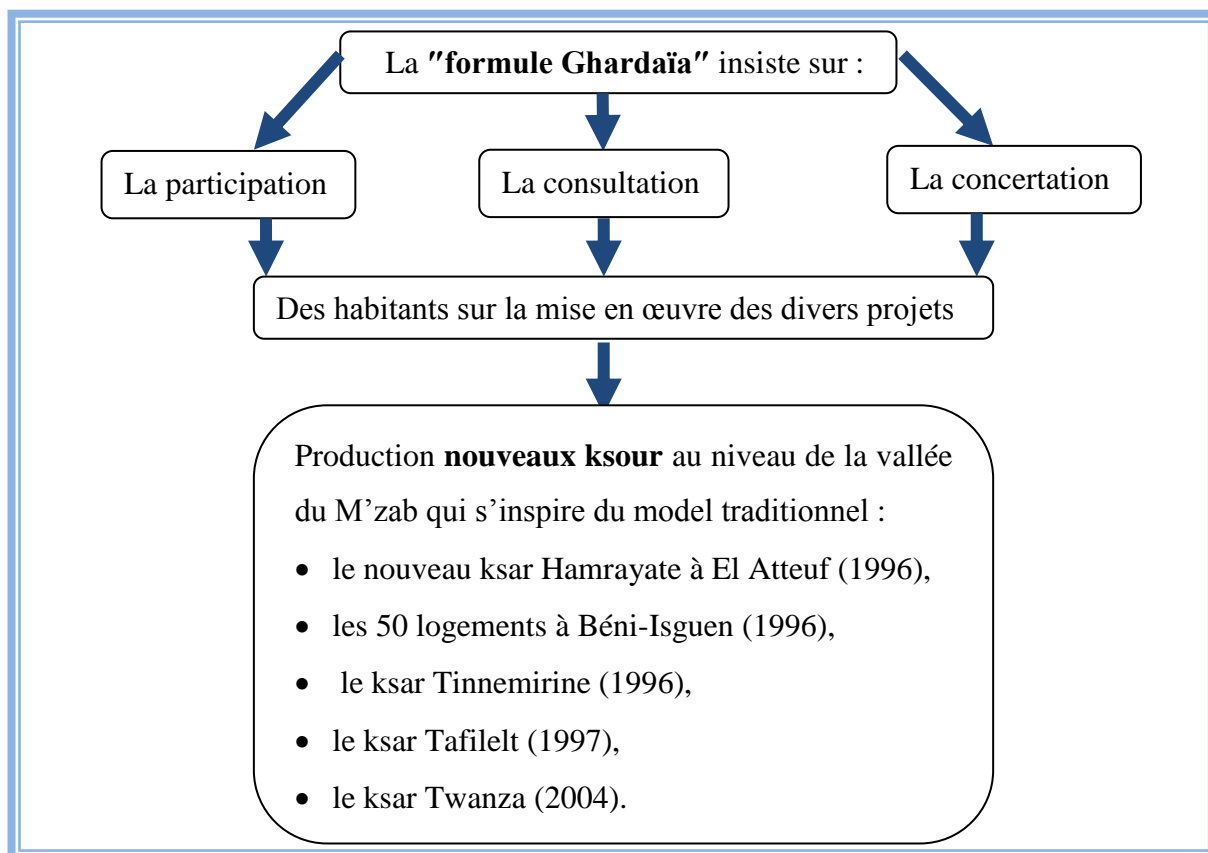 La "formule Ghardaïa" insiste sur :
La participation
La consultation
La concertation
Des habitants sur la mise en œuvre des divers projets
Production nouveaux ksour au niveau de la vallée
du M’zab qui s’inspire du model traditionnel :
• le nouveau ksar Hamrayate à El Atteuf (1996),
• les 50 logements à Béni-Isguen (1996),
• le ksar Tinnemirine (1996),
• le ksar Tafilelt (1997),
• le ksar Twanza (2004).